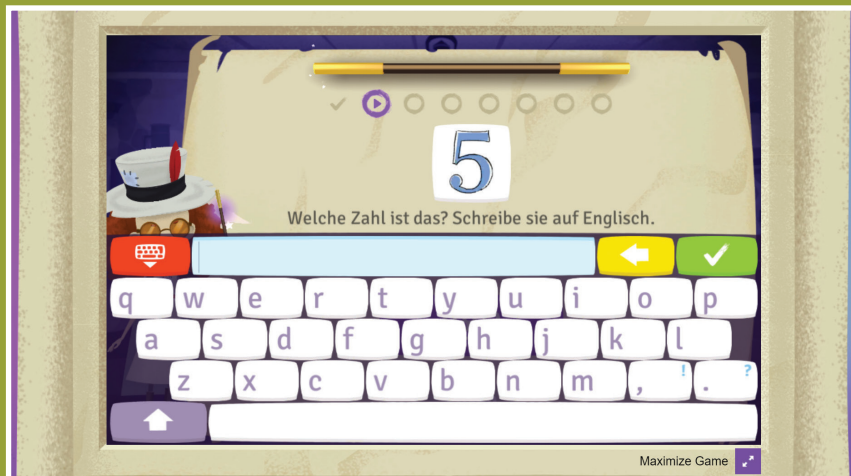 5
Welche Zahl ist das? Schreibe sie auf Englisch.
q w e r t y u i o p
a s d f g h j k l
z x c v b n m , ! . ?
Maximize Game